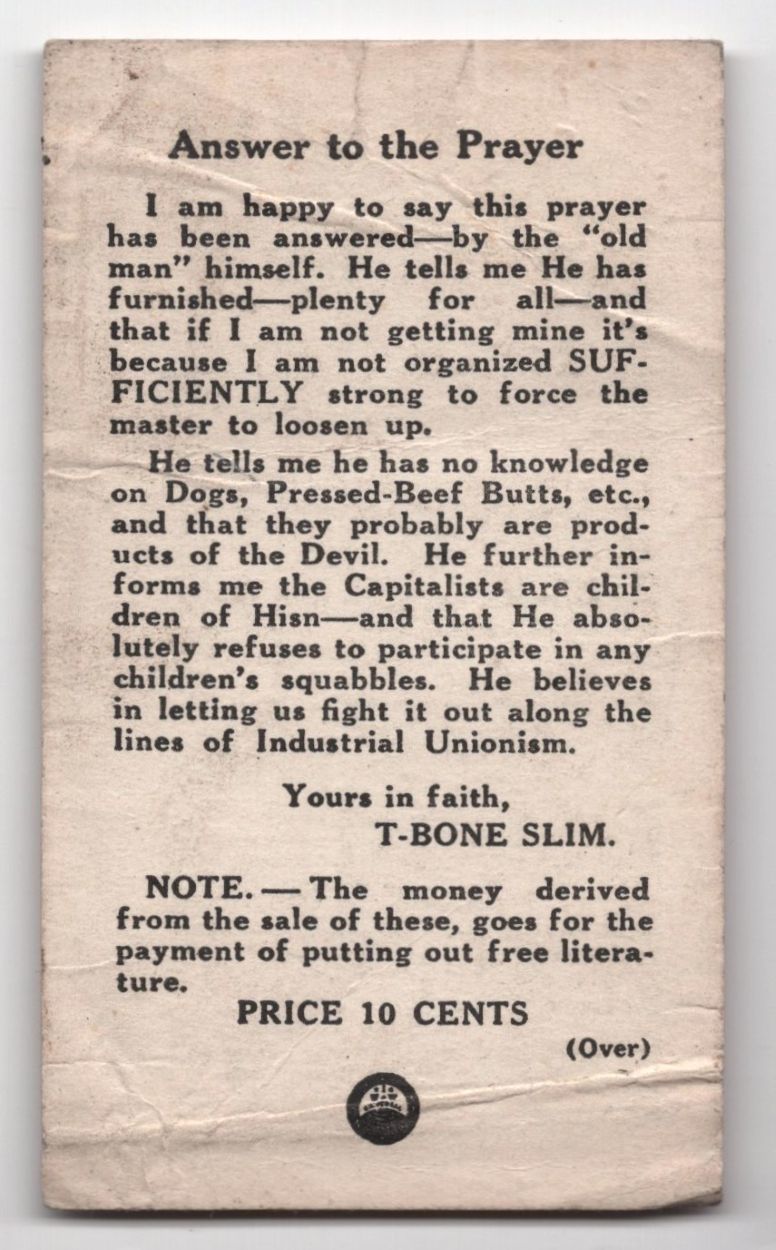 Answer to the Prayer
I am happy to say this prayer
has been answered—by the “old
man” himself. He tells me He has
furnished—plenty for all—and
that if I am not getting mine it's
because I am not organized SUF-
FICIENTLY strong to force the
master to loosen up.
He tells me he has no knowledge
on Dogs, Pressed-Beef Butts, etc.,
and that they probably are prod-
ucts of the Devil. He further in-
forms me the Capitalists are chil-
dren of Hisn—and that He abso-
lutely refuses to participate in any
children's squabbles. He believes
in letting us fight it out along the
lines of Industrial Unionism.
Yours in faith,
T-BONE SLIM.
NOTE. — The money derived
from the sale of these, goes for the
payment of putting out free litera-
ture.
PRICE 10 CENTS
(Over)